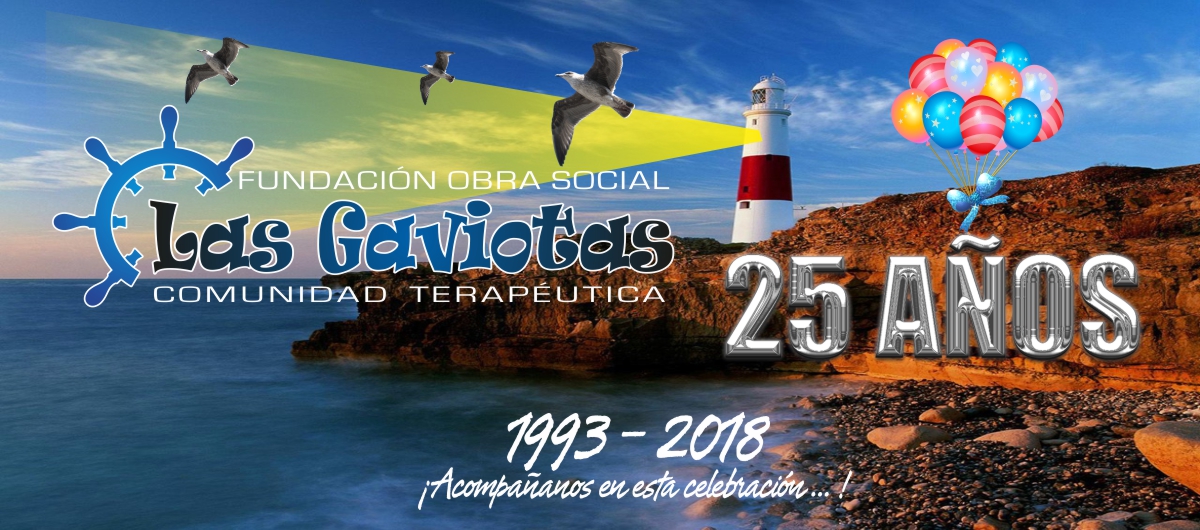 FUNDACIÓN OBRA SOCIAL
Las Gaviotas
COMUNIDAD TERAPÉUTICA
25 AÑOS
1993 - 2018
¡Acompañanos en esta celebración ... !